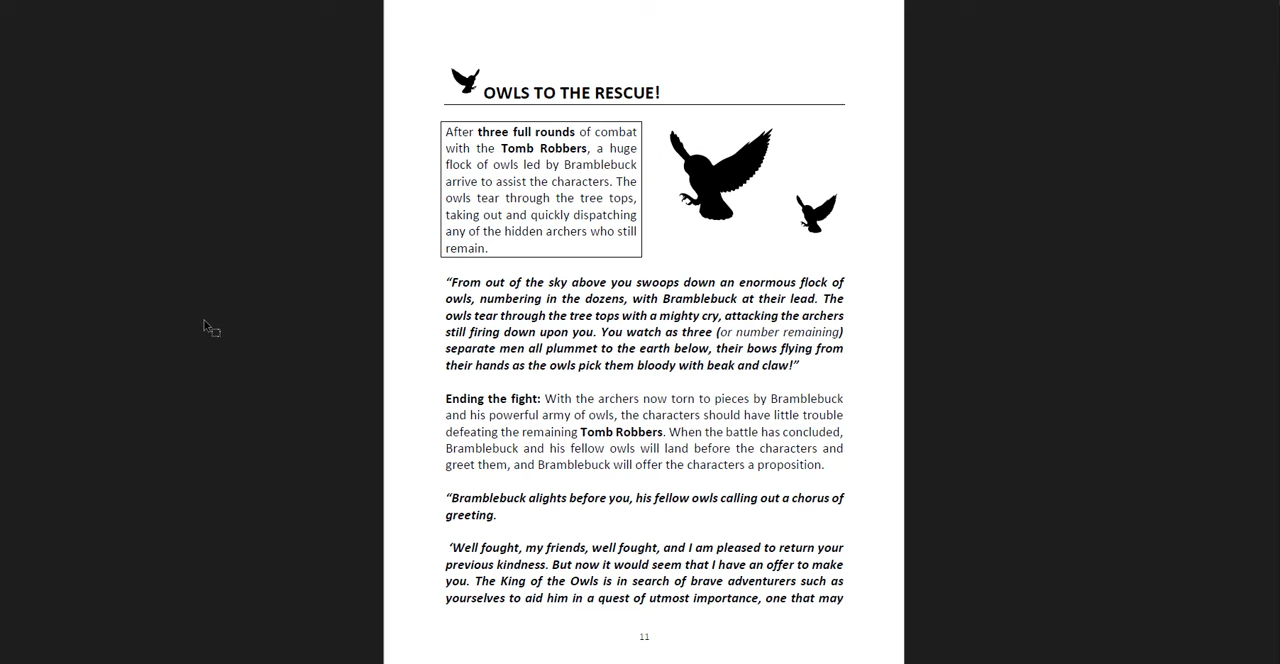 OWLS TO THE RESCUE!
After three full rounds of combat
with the Tomb Robbers, a huge
flock of owls led by Bramblebuck
arrive to assist the characters. The
owls tear through the tree tops,
taking out and quickly dispatching
any of the hidden archers who still
remain.
“From out of the sky above you swoops down an enormous flock of
owls, numbering in the dozens, with Bramblebuck at their lead. The
owls tear through the tree tops with a mighty cry, attacking the archers
still firing down upon you. You watch as three (or number remaining)
separate men all plummet to the earth below, their bows flying from
their hands as the owls pick them bloody with beak and claw!”
Ending the fight: With the archers now torn to pieces by Bramblebuck
and his powerful army of owls, the characters should have little trouble
defeating the remaining Tomb Robbers. When the battle has concluded,
Bramblebuck and his fellow owls will land before the characters and
greet them, and Bramblebuck will offer the characters a proposition.
“Bramblebuck alights before you, his fellow owls calling out a chorus of
greeting.
‘Well fought, my friends, well fought, and I am pleased to return your
previous kindness. But now it would seem that I have an offer to make
you. The King of the Owls is in search of brave adventurers such as
yourselves to aid him in a quest of utmost importance, one that may
11